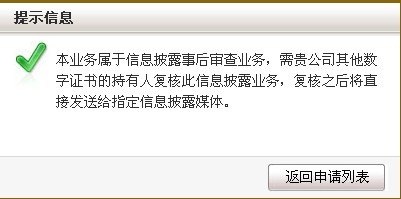 提示信息
本业务属于信息披露事后审查业务，需贵公司其他数
字证书的持有人复核此信息披露业务，复核之后将直
接发送给指定信息披露媒体。
返回申请列表